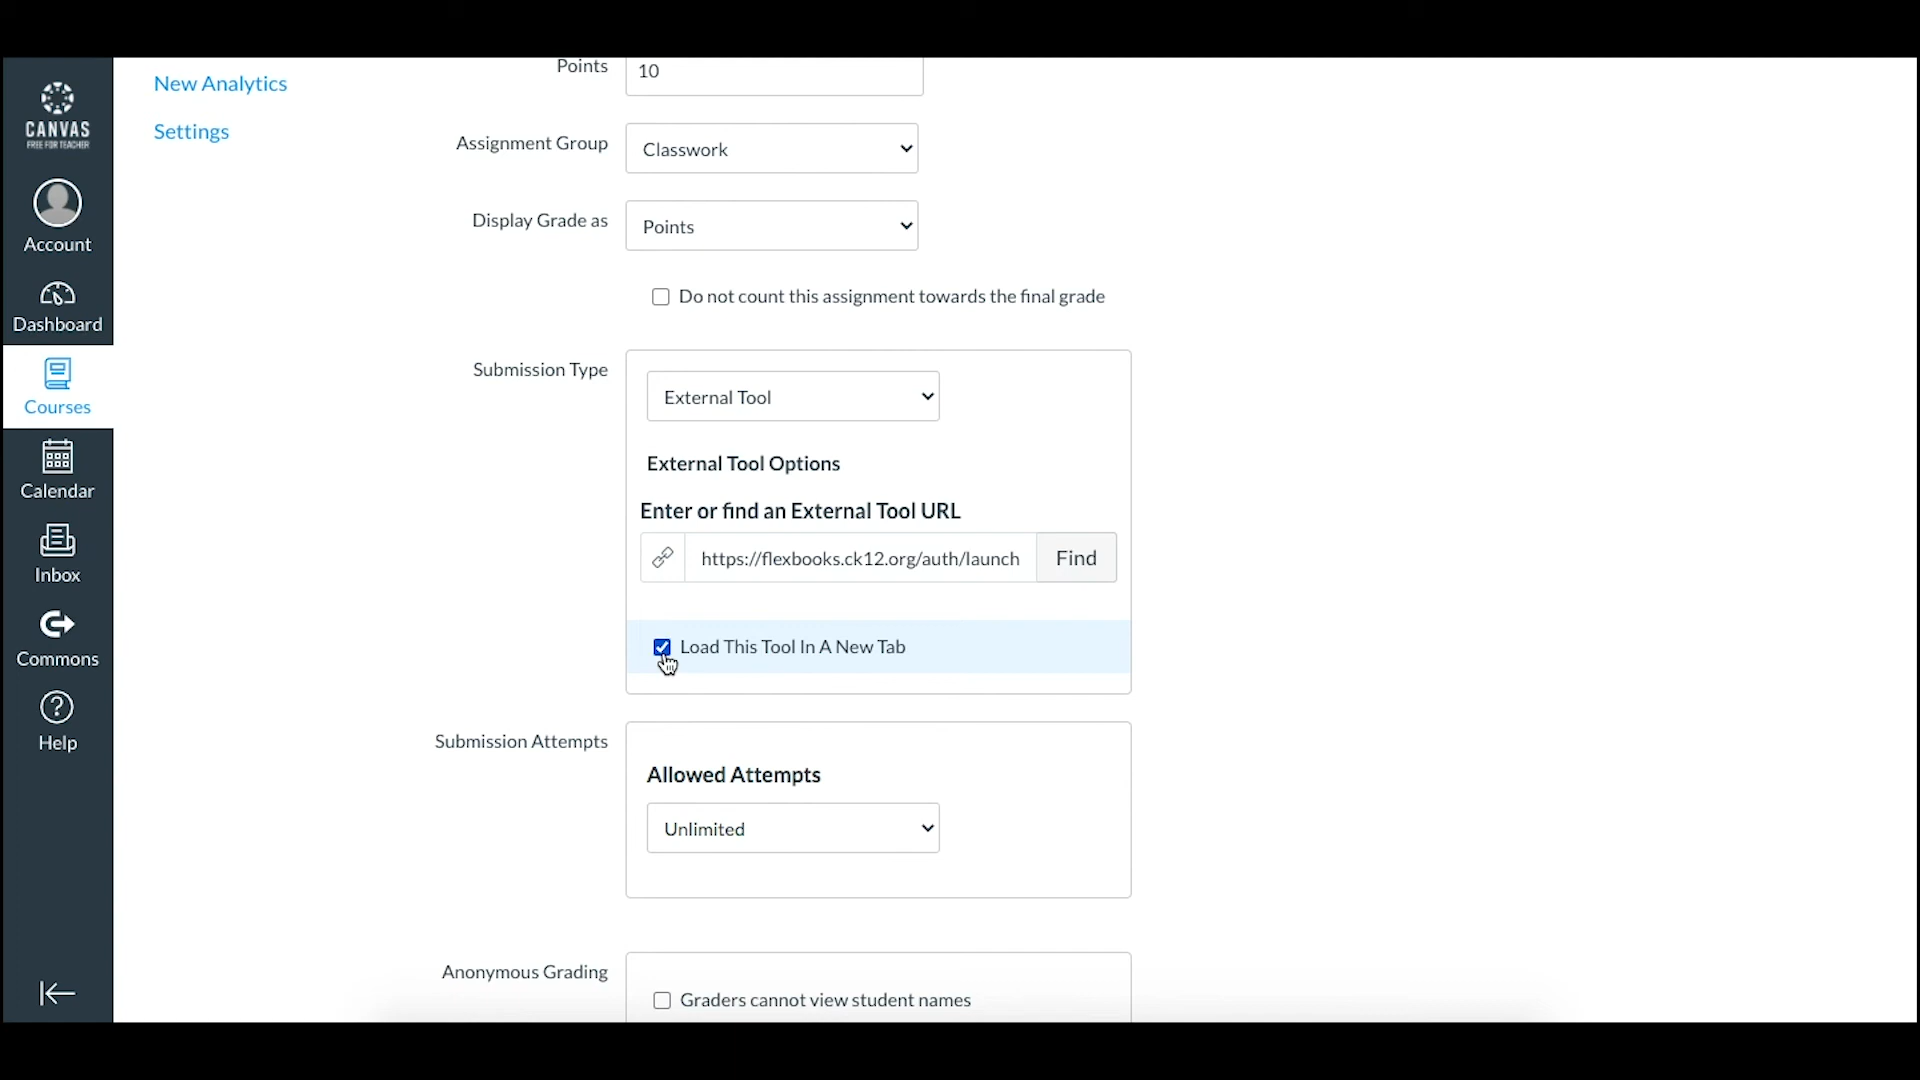 CANVAS
FREE FOR TEACHER
Account
Dashboard
Courses
Calendar
Inbox
Commons
Help
New Analytics
Settings
Points
10
Assignment Group
Classwork
Display Grade as
Points
Do not count this assignment towards the final grade
Submission Type
External Tool
External Tool Options
Enter or find an External Tool URL
https://flexbooks.ck12.org/auth/launch
Find
Load This Tool In A New Tab
Submission Attempts
Allowed Attempts
Unlimited
Anonymous Grading
Graders cannot view student names